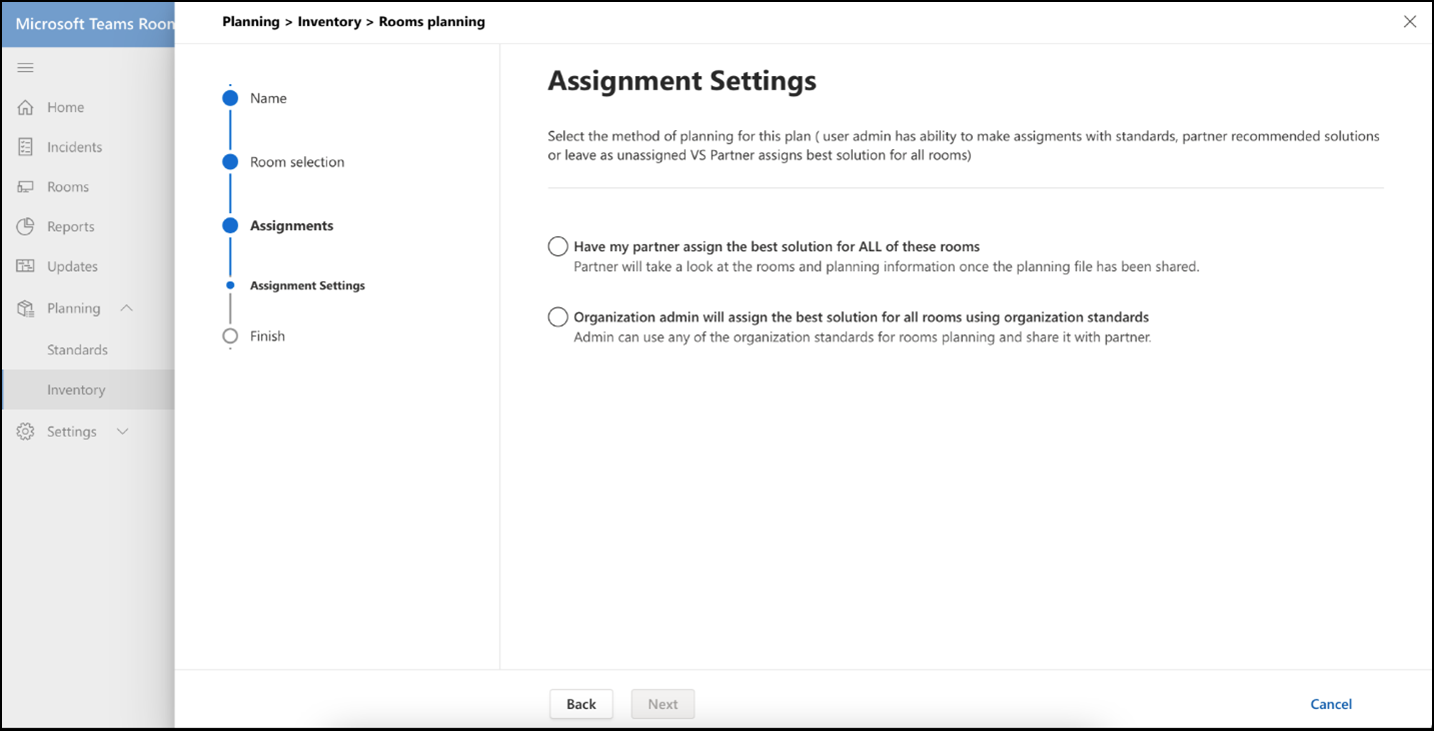 Microsoft Teams Room
Planning > Inventory > Rooms planning
Home
Incidents
Rooms
Reports
Updates
Planning
Standards
Inventory
Settings
Name
Room selection
Assignments
Assignment Settings
Finish
Assignment Settings
Select the method of planning for this plan ( user admin has ability to make assigments with standards, partner recommended solutions
or leave as unassigned VS Partner assigns best solution for all rooms)
Have my partner assign the best solution for ALL of these rooms
Partner will take a look at the rooms and planning information once the planning file has been shared.
Organization admin will assign the best solution for all rooms using organization standards
Admin can use any of the organization standards for rooms planning and share it with partner.
Back
Next
Cancel